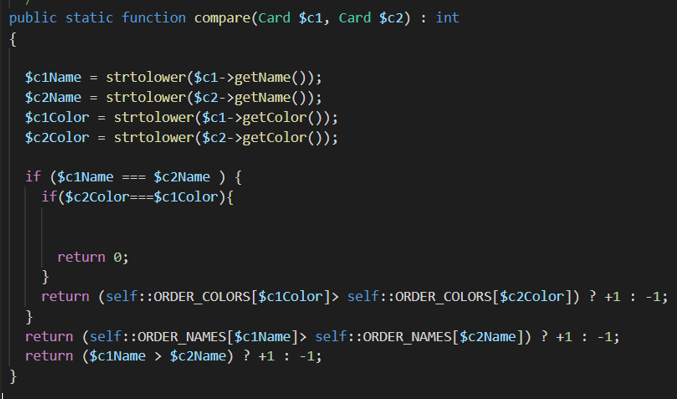 public static function compare(Card $c1, Card $c2) : int
{
$c1Name = strtolower($c1->getName());
$c2Name = strtolower($c2->getName());
$c1Color = strtolower($c1->getColor());
$c2Color = strtolower($c2->getColor());
if ($c1Name === $c2Name ) {
if($c2Color===$c1Color){
return 0;
}
return (self::ORDER_COLORS[$c1Color]> self::ORDER_COLORS[$c2Color]) ? +1 : -1;
}
return (self::ORDER_NAMES[$c1Name]> self::ORDER_NAMES[$c2Name]) ? +1 : -1;
return ($c1Name > $c2Name) ? +1 : -1;
}